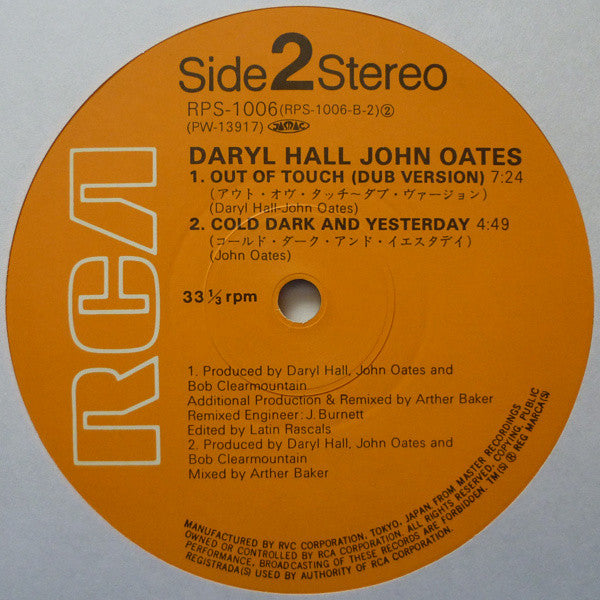 Side 2 Stereo
RPS-1006 (RPS-1006-B-2) ②
(PW-13917) JASRAC
DARYL HALL JOHN OATES
1. OUT OF TOUCH (DUB VERSION) 7:24
(アウト・オヴ・タッチ〜ダブ・ヴァージョン)
(Daryl Hall-John Oates)
2. COLD DARK AND YESTERDAY 4:49
(コールド・ダーク・アンド・イエスタデイ)
(John Oates)
33 1/3 rpm
RCA
1. Produced by Daryl Hall, John Oates and
Bob Clearmountain
Additional Production & Remixed by Arther Baker
Remixed Engineer: J. Burnett
Edited by Latin Rascals
2. Produced by Daryl Hall, John Oates and
Bob Clearmountain
Mixed by Arther Baker
MANUFACTURED BY RVC CORPORATION, TOKYO, JAPAN, FROM MASTER RECORDINGS
OWNED OR CONTROLLED BY RCA CORPORATION. ALL RIGHTS RESERVED. COPYING, PUBLIC
PERFORMANCE, BROADCASTING OF THESE RECORDS ARE FORBIDDEN. TM(S) ® REG MARCA(S)
REGISTRADA(S) USED BY AUTHORITY OF RCA CORPORATION.